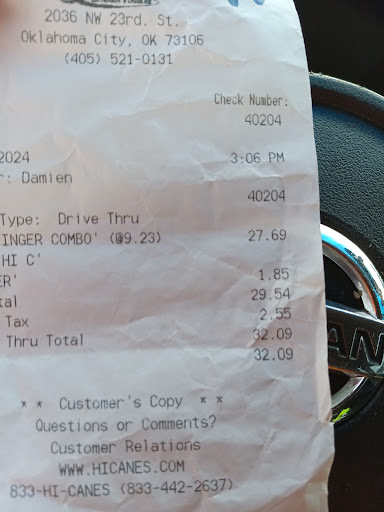 2036 NW 23rd. St.
Oklahoma City, OK 73106
(405) 521-0131
Check Number:
40204
2024 3:06 PM
r: Damien
40204
Type: Drive Thru
INGER COMBO' (@9.23) 27.69
HI C'
ER' 1.85
tal 29.54
Tax 2.55
Thru Total 32.09
32.09
* * Customer's Copy * *
Questions or Comments?
Customer Relations
WWW.HICANES.COM
833-HI-CANES (833-442-2637)
AN